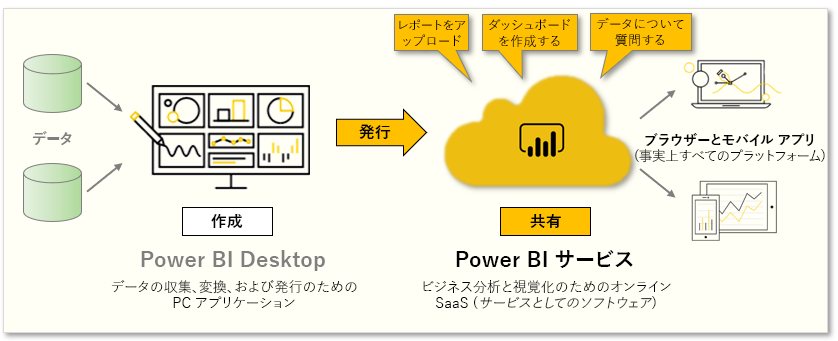 レポートをア
ップロード
ダッシュボード
を作成する
データについて
質問する
データ
発行
ブラウザーとモバイル アプリ
(事実上すべてのプラットフォーム)
作成
共有
Power BI Desktop
Power BI サービス
データの収集、変換、および発行のための
PC アプリケーション
ビジネス分析と視覚化のためのオンライン
SaaS (サービスとしてのソフトウェア)